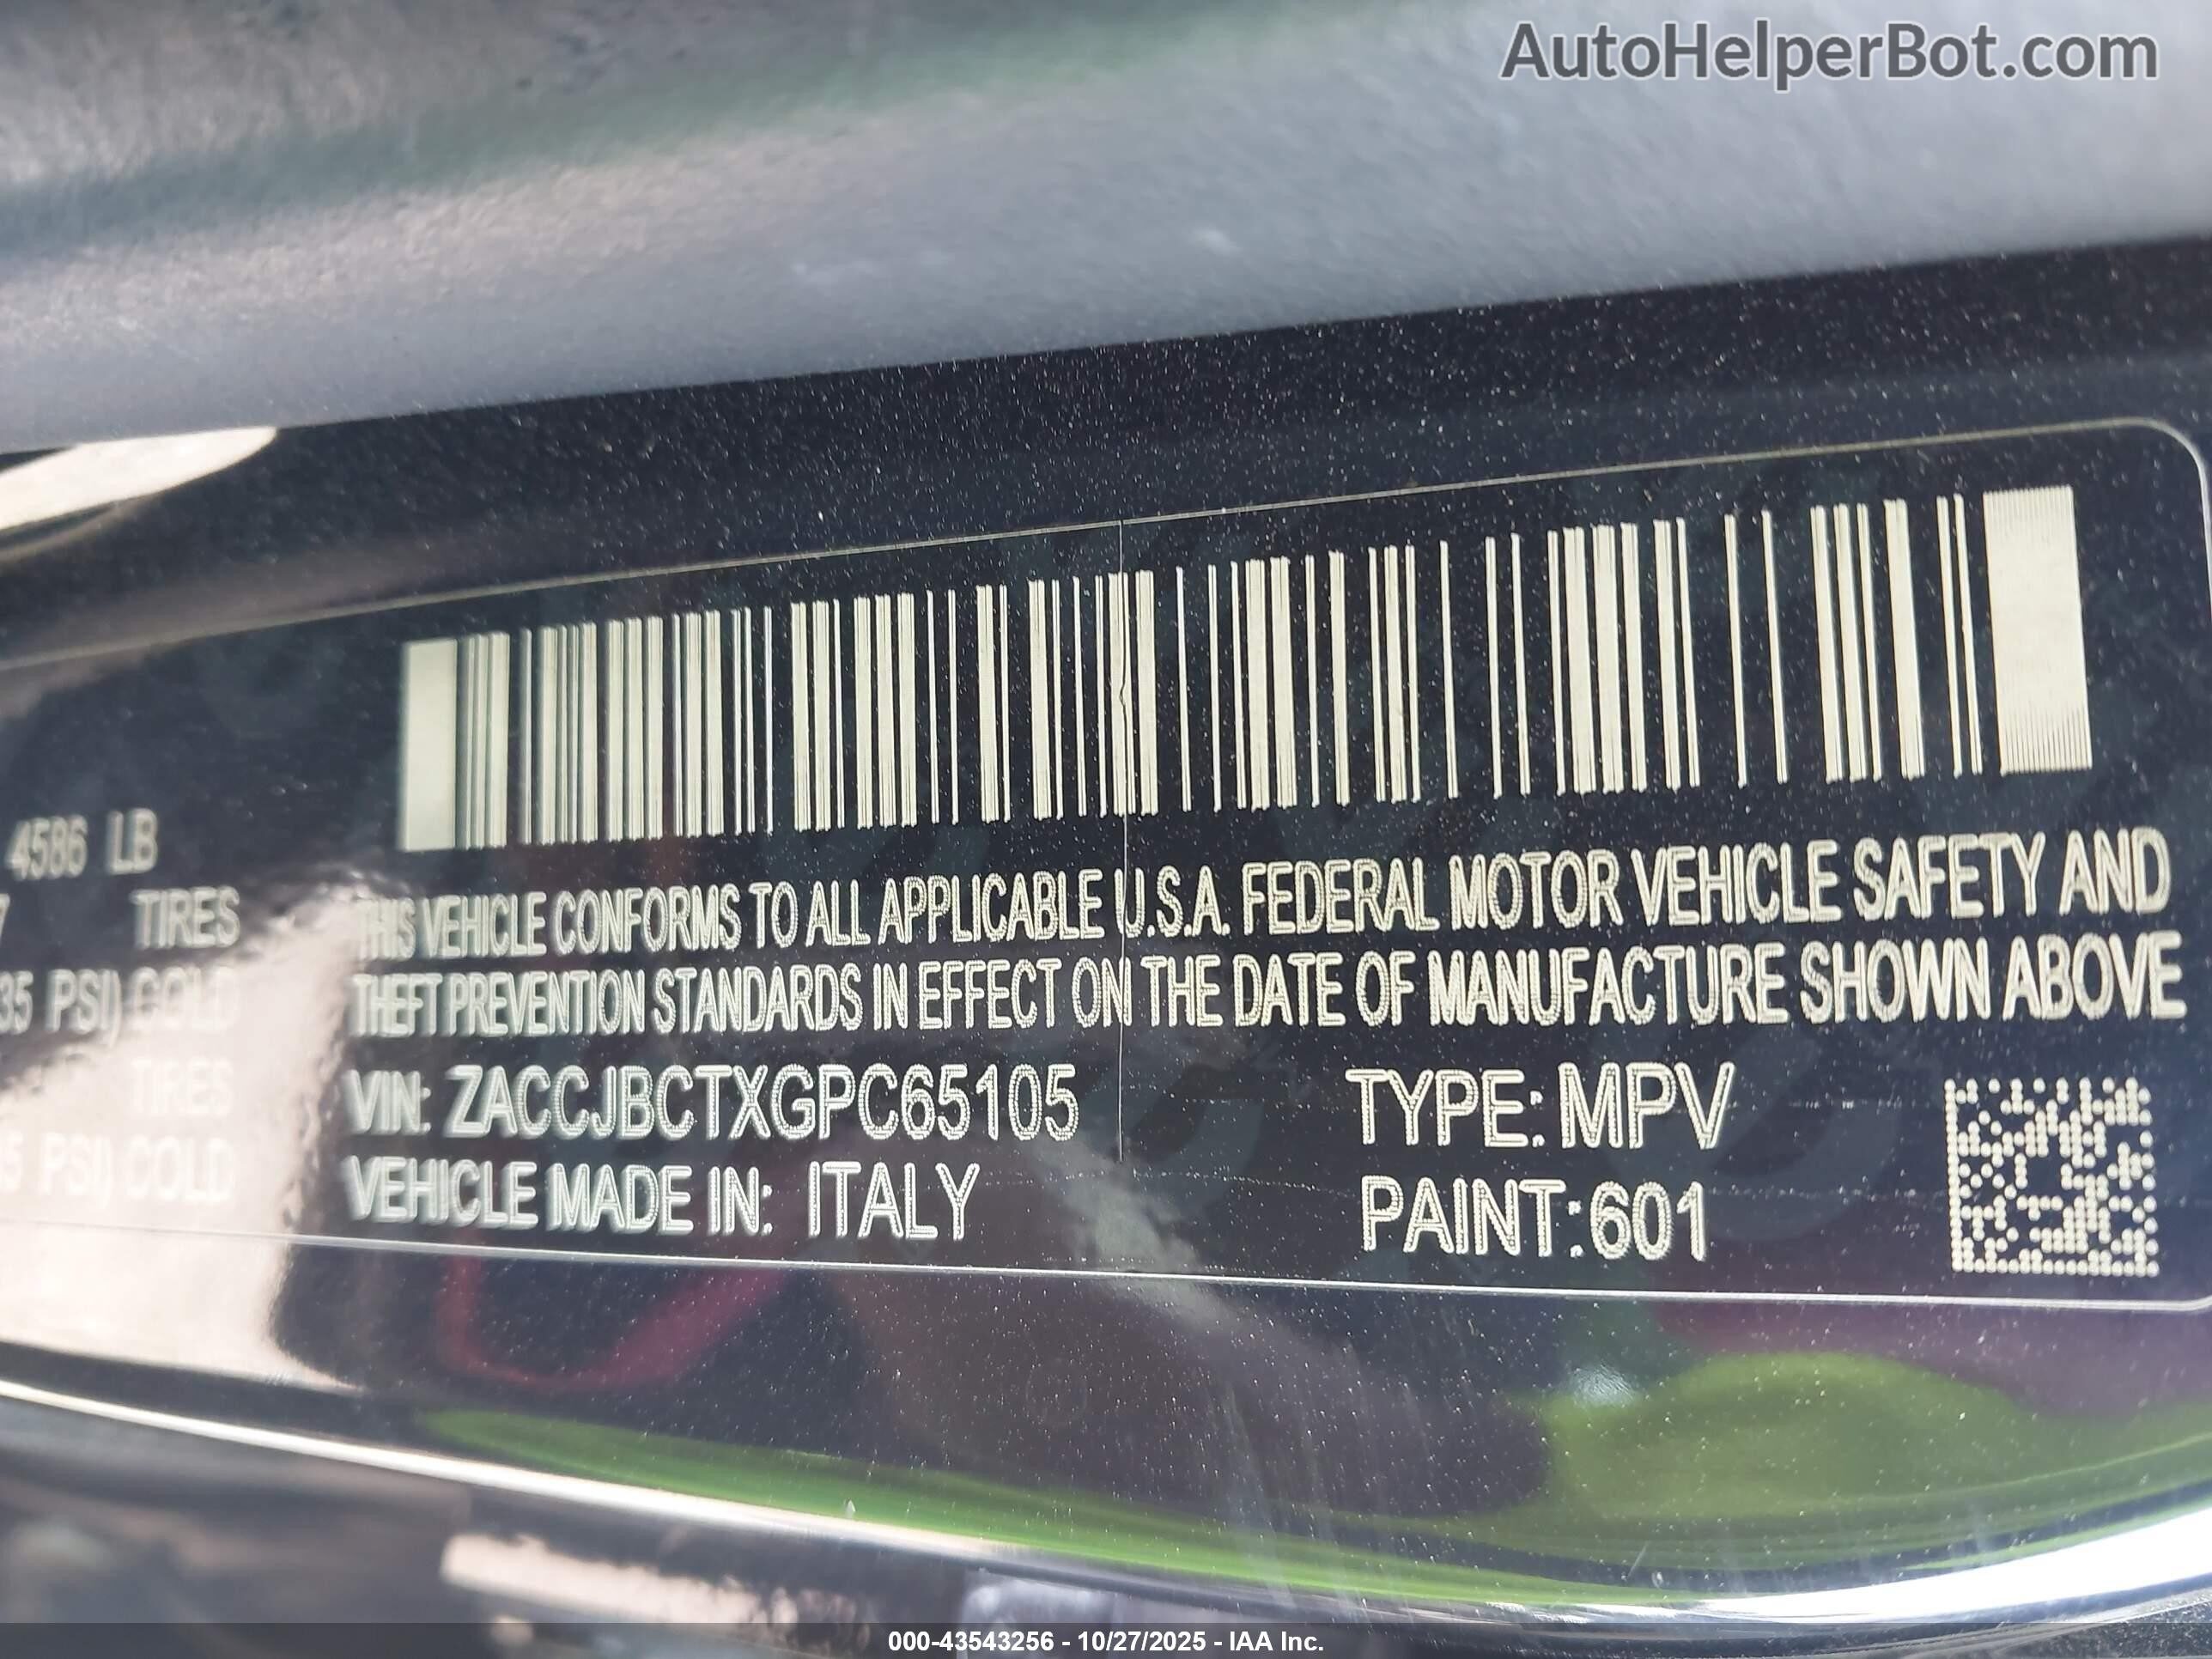 AutoHelperBot.com
4586 LB
TIRES
35 PSI) COLD
TIRES
5 PSI) COLD
THIS VEHICLE CONFORMS TO ALL APPLICABLE U.S.A. FEDERAL MOTOR VEHICLE SAFETY AND
THEFT PREVENTION STANDARDS IN EFFECT ON THE DATE OF MANUFACTURE SHOWN ABOVE
VIN: ZACCJBCTXGPC65105 TYPE: MPV
VEHICLE MADE IN: ITALY PAINT:601
000-43543256 - 10/27/2025 - IAA Inc.